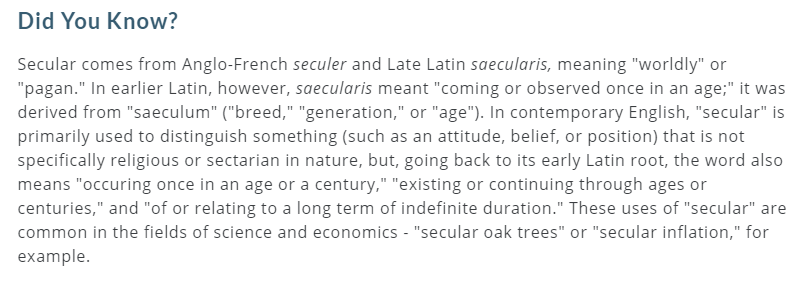 Did You Know?
Secular comes from Anglo-French seculer and Late Latin saecularis, meaning "worldly" or
"pagan." In earlier Latin, however, saecularis meant "coming or observed once in an age;" it was
derived from "saeculum" ("breed," "generation," or "age"). In contemporary English, "secular" is
primarily used to distinguish something (such as an attitude, belief, or position) that is not
specifically religious or sectarian in nature, but, going back to its early Latin root, the word also
means "occuring once in an age or a century," "existing or continuing through ages or
centuries," and "of or relating to a long term of indefinite duration." These uses of "secular" are
common in the fields of science and economics - "secular oak trees" or "secular inflation," for
example.